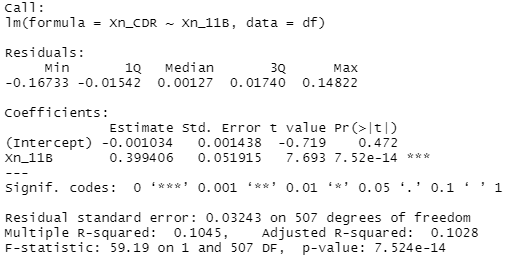 Call:
lm(formula = Xn_CDR ~ Xn_11B, data = df)
Residuals:
Min 1Q Median 3Q Max
-0.16733 -0.01542 0.00127 0.01740 0.14822
Coefficients:
Estimate Std. Error t value Pr(>|t|)
(Intercept) -0.001034 0.001438 -0.719 0.472
Xn_11B 0.399406 0.051915 7.693 7.52e-14 ***
---
Signif. codes: 0 ‘***’ 0.001 ‘**’ 0.01 ‘*’ 0.05 ‘.’ 0.1 ‘ ’ 1
Residual standard error: 0.03243 on 507 degrees of freedom
Multiple R-squared: 0.1045, Adjusted R-squared: 0.1028
F-statistic: 59.19 on 1 and 507 DF, p-value: 7.524e-14